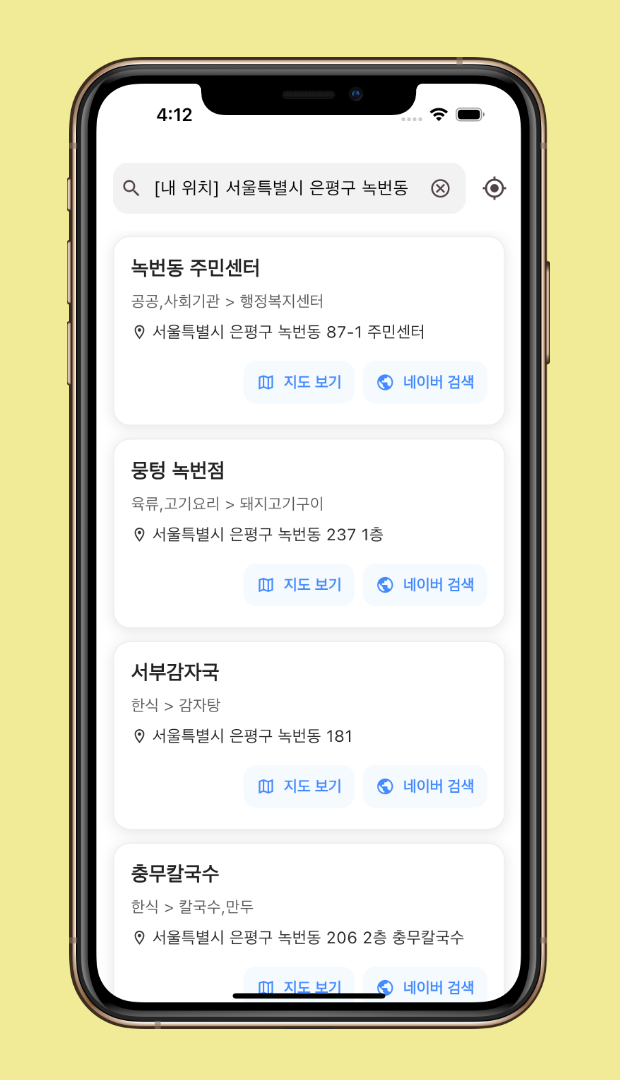 4:12
[내 위치] 서울특별시 은평구 녹번동
녹번동 주민센터
공공,사회기관 > 행정복지센터
서울특별시 은평구 녹번동 87-1 주민센터
지도 보기 네이버 검색
뭉텅 녹번점
육류,고기요리 > 돼지고기구이
서울특별시 은평구 녹번동 237 1층
지도 보기 네이버 검색
서부감자국
한식 > 감자탕
서울특별시 은평구 녹번동 181
지도 보기 네이버 검색
충무칼국수
한식 > 칼국수,만두
서울특별시 은평구 녹번동 206 2층 충무칼국수
지도 보기 네이버 검색